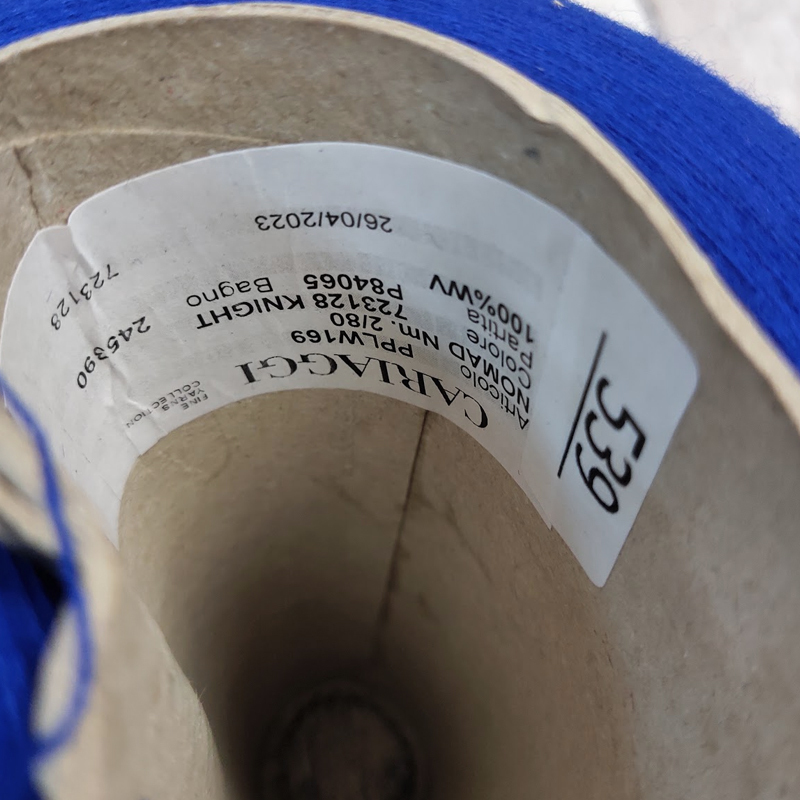 CARIAGGI
FINE
YARNS
COLLECTION
Articolo PPLW169
NOMAD Nm. 2/80
colore 723128 KNIGHT 245390
partita P84065 Bagno 723128
100%WV
26/04/2023
539